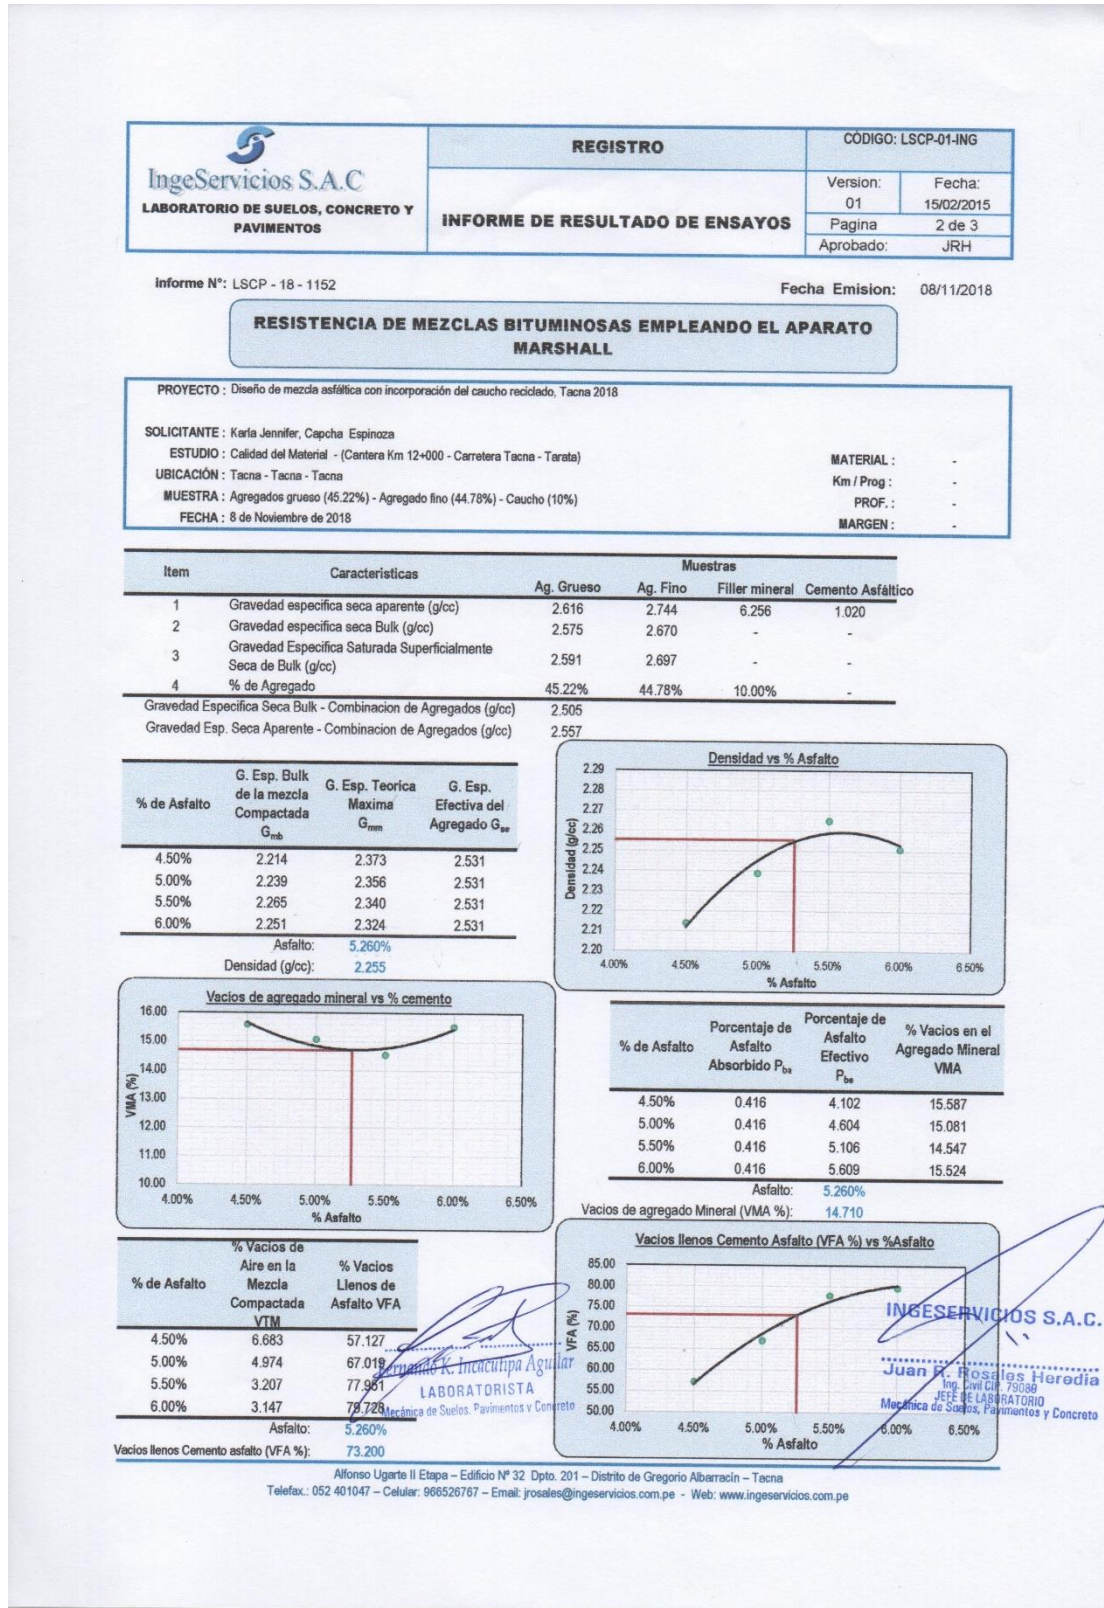 IngeServicios S.A.C
LABORATORIO DE SUELOS, CONCRETO Y
PAVIMENTOS
REGISTRO
INFORME DE RESULTADO DE ENSAYOS
CÓDIGO: LSCP-01-ING
Version: Fecha:
01 15/02/2015
Pagina 2 de 3
Aprobado: JRH
Informe N°: LSCP - 18 - 1152
Fecha Emision: 08/11/2018
RESISTENCIA DE MEZCLAS BITUMINOSAS EMPLEANDO EL APARATO
MARSHALL
PROYECTO : Diseño de mezcla asfáltica con incorporación del caucho reciclado, Tacna 2018
SOLICITANTE : Karla Jennifer, Capcha Espinoza
ESTUDIO : Calidad del Material - (Cantera Km 12+000 - Carretera Tacna - Tarata)
MATERIAL : -
UBICACIÓN : Tacna - Tacna - Tacna
Km / Prog : -
MUESTRA : Agregados grueso (45.22%) - Agregado fino (44.78%) - Caucho (10%)
PROF. : -
FECHA : 8 de Noviembre de 2018
MARGEN : -
Item Caracteristicas Muestras
Ag. Grueso Ag. Fino Filler mineral Cemento Asfáltico
1 Gravedad especifica seca aparente (g/cc) 2.616 2.744 6.256 1.020
2 Gravedad especifica seca Bulk (g/cc) 2.575 2.670 - -
3 Gravedad Especifica Saturada Superficialmente
Seca de Bulk (g/cc) 2.591 2.697 - -
4 % de Agregado 45.22% 44.78% 10.00% -
Gravedad Especifica Seca Bulk - Combinacion de Agregados (g/cc) 2.505
Gravedad Esp. Seca Aparente - Combinacion de Agregados (g/cc) 2.557
% de Asfalto
G. Esp. Bulk
de la mezcla
Compactada
Gmb
G. Esp. Teorica
Maxima
Gmm
G. Esp.
Efectiva del
Agregado Gse
4.50% 2.214 2.373 2.531
5.00% 2.239 2.356 2.531
5.50% 2.265 2.340 2.531
6.00% 2.251 2.324 2.531
Asfalto: 5.260%
Densidad (g/cc): 2.255
Densidad vs % Asfalto
Densidad (g/cc)
2.29
2.28
2.27
2.26
2.25
2.24
2.23
2.22
2.21
2.20
4.00% 4.50% 5.00% 5.50% 6.00% 6.50%
% Asfalto
Vacios de agregado mineral vs % cemento
VMA (%)
16.00
15.00
14.00
13.00
12.00
11.00
10.00
4.00% 4.50% 5.00% 5.50% 6.00% 6.50%
% Asfalto
% de Asfalto
Porcentaje de
Asfalto
Absorbido Pba
Porcentaje de
Asfalto
Efectivo
Pbe
% Vacios en el
Agregado Mineral
VMA
4.50% 0.416 4.102 15.587
5.00% 0.416 4.604 15.081
5.50% 0.416 5.106 14.547
6.00% 0.416 5.609 15.524
Asfalto: 5.260%
Vacios de agregado Mineral (VMA %): 14.710
% de Asfalto
% Vacios de
Aire en la
Mezcla
Compactada
VTM
% Vacios
Llenos de
Asfalto VFA
4.50% 6.683 57.127
5.00% 4.974 67.019
5.50% 3.207 77.951
6.00% 3.147 79.728
Asfalto: 5.260%
Vacios llenos Cemento asfalto (VFA %): 73.200
Fernando K. Incacutipa Aguilar
LABORATORISTA
Mecánica de Suelos. Pavimentos y Concreto
Vacios llenos Cemento Asfalto (VFA %) vs %Asfalto
VFA (%)
85.00
80.00
75.00
70.00
65.00
60.00
55.00
50.00
4.00% 4.50% 5.00% 5.50% 6.00% 6.50%
% Asfalto
INGESERVICIOS S.A.C.
Juan R. Rosales Heredia
Ing. Civil CIP. 79080
JEFE DE LABORATORIO
Mecánica de Suelos, Pavimentos y Concreto
Alfonso Ugarte II Etapa – Edificio Nº 32 Dpto. 201 – Distrito de Gregorio Albarracín – Tacna
Telefax.: 052 401047 – Celular: 966526767 – Email: jrosales@ingeservicios.com.pe - Web: www.ingeservicios.com.pe